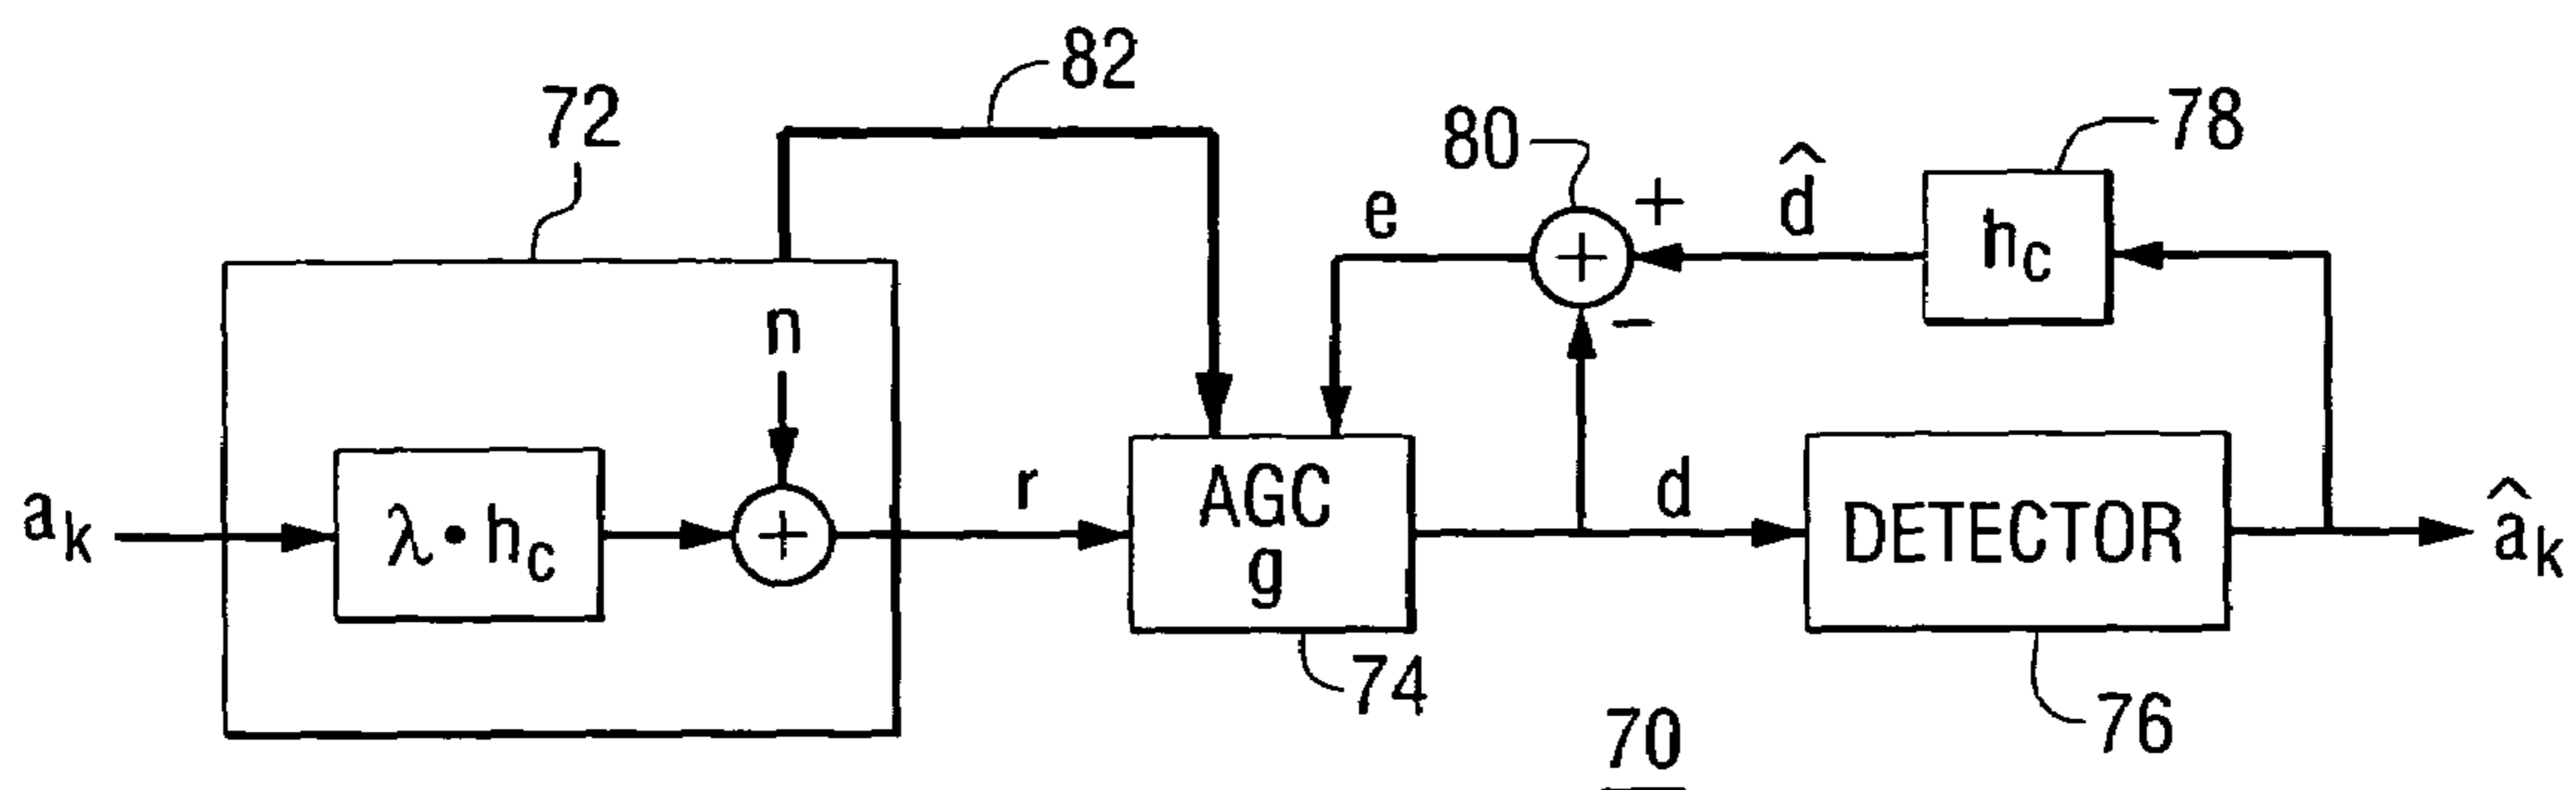 82
72
80
+
d̂
78
e
+
h_c
n
−
a_k
λ • h_c
+
r
AGC
g
d
DETECTOR
â_k
74
76
70